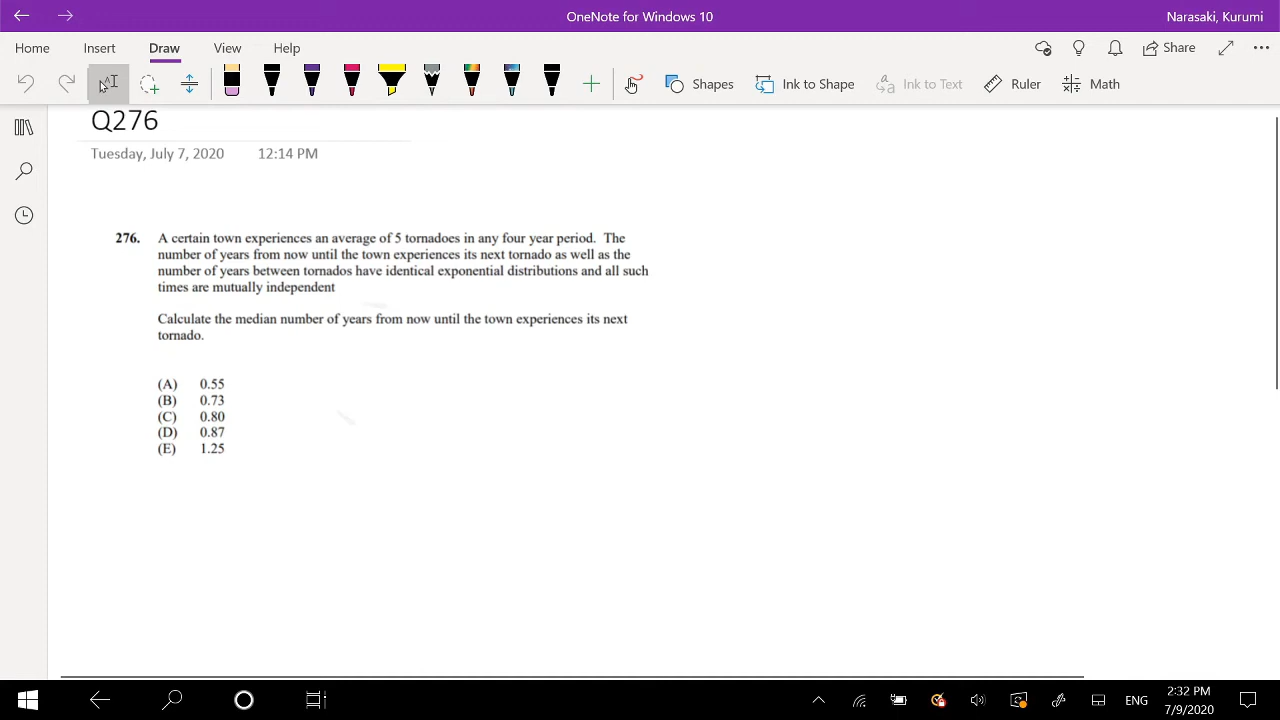 OneNote for Windows 10
Narasaki, Kurumi
Home Insert Draw View Help
Share
Shapes Ink to Shape Ink to Text Ruler Math
Q276
Tuesday, July 7, 2020 12:14 PM
276. A certain town experiences an average of 5 tornadoes in any four year period. The
number of years from now until the town experiences its next tornado as well as the
number of years between tornados have identical exponential distributions and all such
times are mutually independent
Calculate the median number of years from now until the town experiences its next
tornado.
(A) 0.55
(B) 0.73
(C) 0.80
(D) 0.87
(E) 1.25
ENG
2:32 PM
7/9/2020